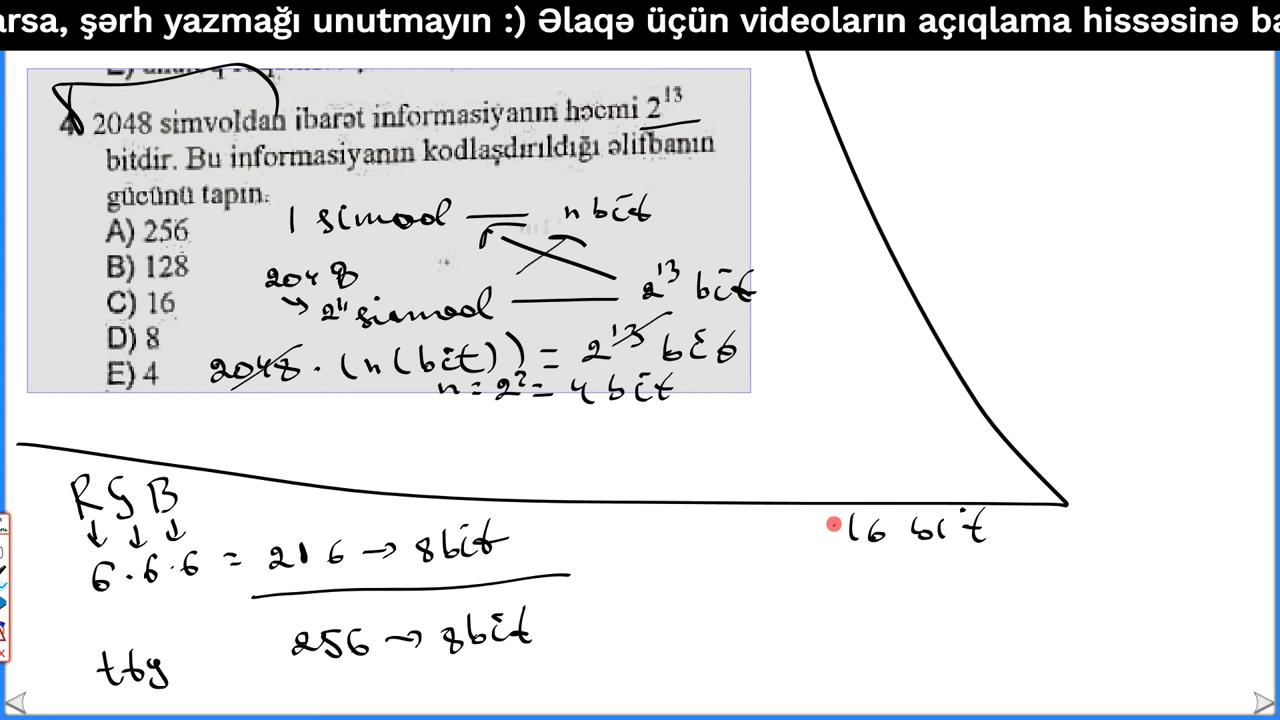 arsa, şərh yazmağı unutmayın :) Əlaqə üçün videoların açıqlama hissəsinə ba
2048 simvoldan ibarət informasiyanın həcmi 2¹³
bitdir. Bu informasiyanın kodlaşdırıldığı əlifbanın
gücünü tapın.
A) 256
B) 128
C) 16
D) 8
E) 4
1 simvol — n bit
2048
→ 2¹¹ simvol — 2¹³ bit
2048 · (n(bit)) = 2¹³ bit
n = 2² = 4 bit
RGB
↓ ↓ ↓
6 · 6 · 6 = 216 → 8bit
256 → 8bit
16 bit